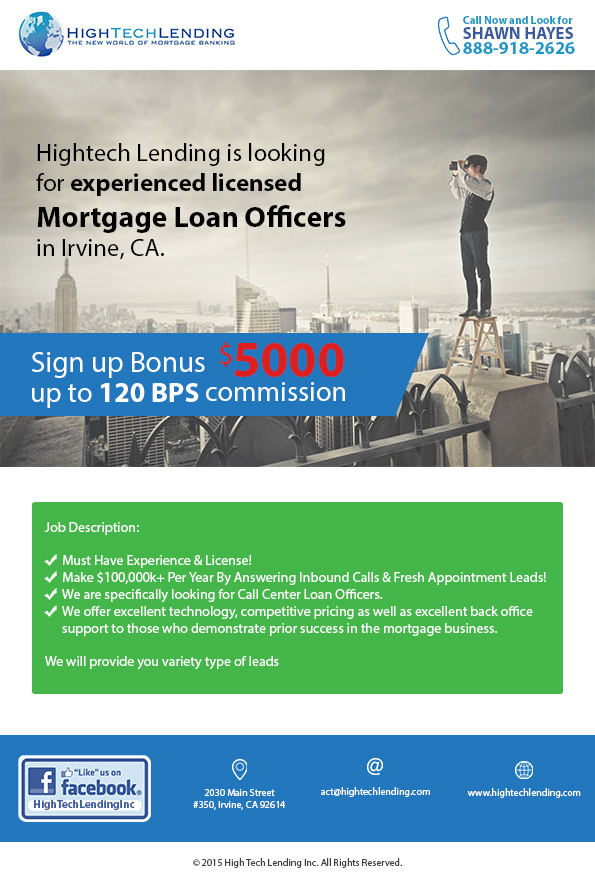 HIGHTECHLENDING
THE NEW WORLD OF MORTGAGE BANKING
Call Now and Look for
SHAWN HAYES
888-918-2626
Hightech Lending is looking
for experienced licensed
Mortgage Loan Officers
in Irvine, CA.
Sign up Bonus $5000
up to 120 BPS commission
Job Description:
Must Have Experience & License!
Make $100,000k+ Per Year By Answering Inbound Calls & Fresh Appointment Leads!
We are specifically looking for Call Center Loan Officers.
We offer excellent technology, competitive pricing as well as excellent back office
support to those who demonstrate prior success in the mortgage business.
We will provide you variety type of leads
"Like" us on
facebook®
HighTechLendingInc
2030 Main Street
#350, Irvine, CA 92614
@
act@hightechlending.com
www.hightechlending.com
© 2015 High Tech Lending Inc. All Rights Reserved.